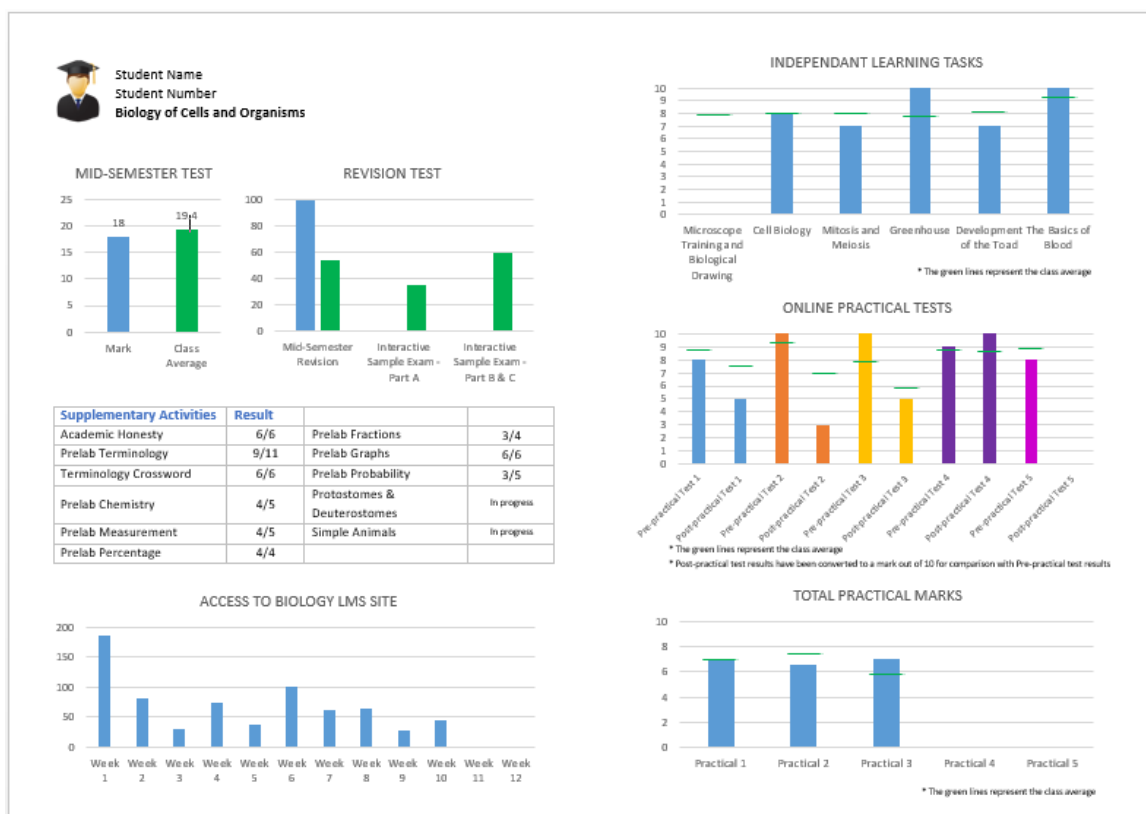 Student Name
Student Number
Biology of Cells and Organisms
MID-SEMESTER TEST
25
20
15
10
5
0
18
19.4
Mark
Class
Average
REVISION TEST
100
80
60
40
20
0
Mid-Semester
Revision
Interactive
Sample Exam -
Part A
Interactive
Sample Exam -
Part B & C
Supplementary Activities Result
Academic Honesty 6/6 Prelab Fractions 3/4
Prelab Terminology 9/11 Prelab Graphs 6/6
Terminology Crossword 6/6 Prelab Probability 3/5
Prelab Chemistry 4/5 Protostomes & Deuterostomes In progress
Prelab Measurement 4/5 Simple Animals In progress
Prelab Percentage 4/4
ACCESS TO BIOLOGY LMS SITE
200
150
100
50
0
Week 1
Week 2
Week 3
Week 4
Week 5
Week 6
Week 7
Week 8
Week 9
Week 10
Week 11
Week 12
INDEPENDANT LEARNING TASKS
10
9
8
7
6
5
4
3
2
1
0
Microscope
Training and
Biological
Drawing
Cell Biology
Mitosis and
Meiosis
Greenhouse
Development
of the Toad
The Basics of
Blood
* The green lines represent the class average
ONLINE PRACTICAL TESTS
10
9
8
7
6
5
4
3
2
1
0
Pre-practical Test 1
Post-practical Test 1
Pre-practical Test 2
Post-practical Test 2
Pre-practical Test 3
Post-practical Test 3
Pre-practical Test 4
Post-practical Test 4
Pre-practical Test 5
Post-practical Test 5
* The green lines represent the class average
* Post-practical test results have been converted to a mark out of 10 for comparison with Pre-practical test results
TOTAL PRACTICAL MARKS
10
8
6
4
2
0
Practical 1
Practical 2
Practical 3
Practical 4
Practical 5
* The green lines represent the class average